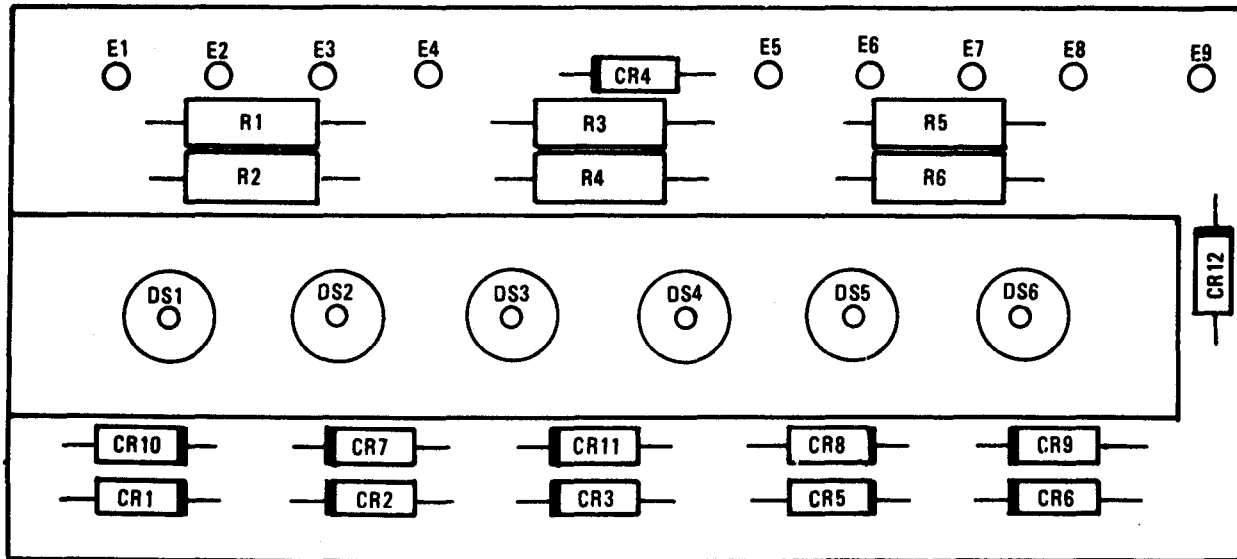 E1 E2 E3 E4 E5 E6 E7 E8 E9
CR4
R1 R3 R5
R2 R4 R6
CR12
DS1 DS2 DS3 DS4 DS5 DS6
CR10 CR7 CR11 CR8 CR9
CR1 CR2 CR3 CR5 CR6